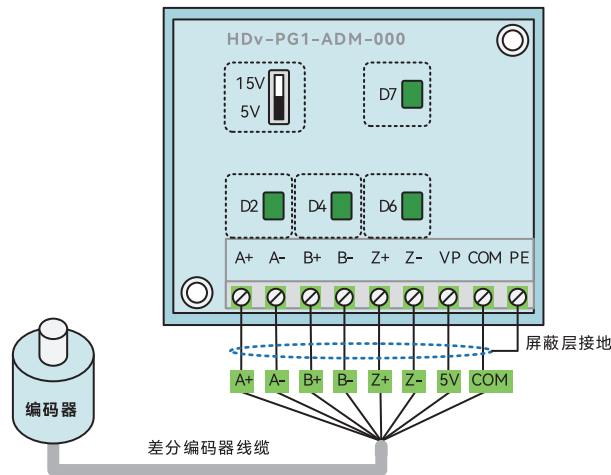 HDv-PG1-ADM-000
15V
5V
D7
D2 D4 D6
A+ A- B+ B- Z+ Z- VP COM PE
屏蔽层接地
A+ A- B+ B- Z+ Z- 5V COM
编码器
差分编码器线缆